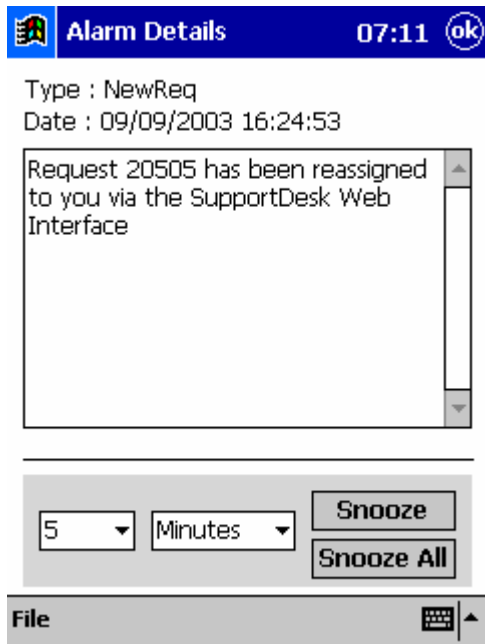 Alarm Details 07:11 ok
Type : NewReq
Date : 09/09/2003 16:24:53
Request 20505 has been reassigned
to you via the SupportDesk Web
Interface
5 Minutes Snooze
Snooze All
File